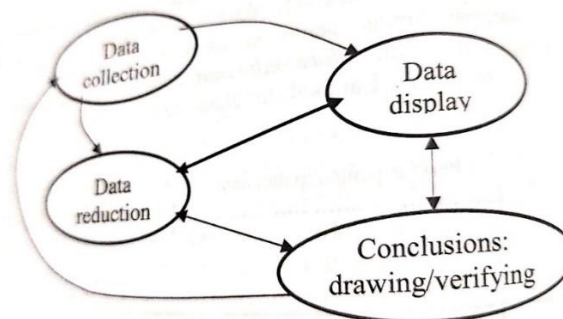 Data
collection
Data
display
Data
reduction
Conclusions:
drawing/verifying